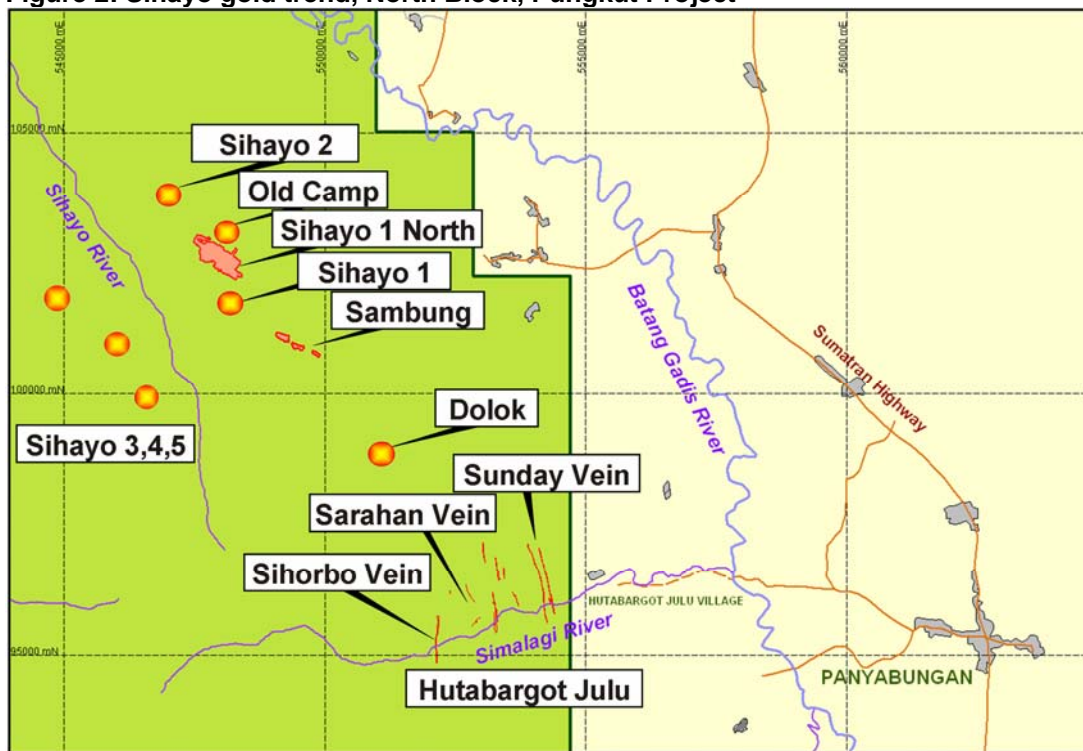 Figure 2: Sihayo gold trend, North Block, Pungkut Project
545000 mE
550000 mE
555000 mE
560000 mE
105000 mN
Sihayo 2
Old Camp
Sihayo River
Sihayo 1 North
Sihayo 1
Sambung
Batang Gadis River
Sumatran Highway
100000 mN
Dolok
Sihayo 3,4,5
Sunday Vein
Sarahan Vein
Sihorbo Vein
HUTABARGOT JULU VILLAGE
Simalagi River
95000 mN
Hutabargot Julu
PANYABUNGAN